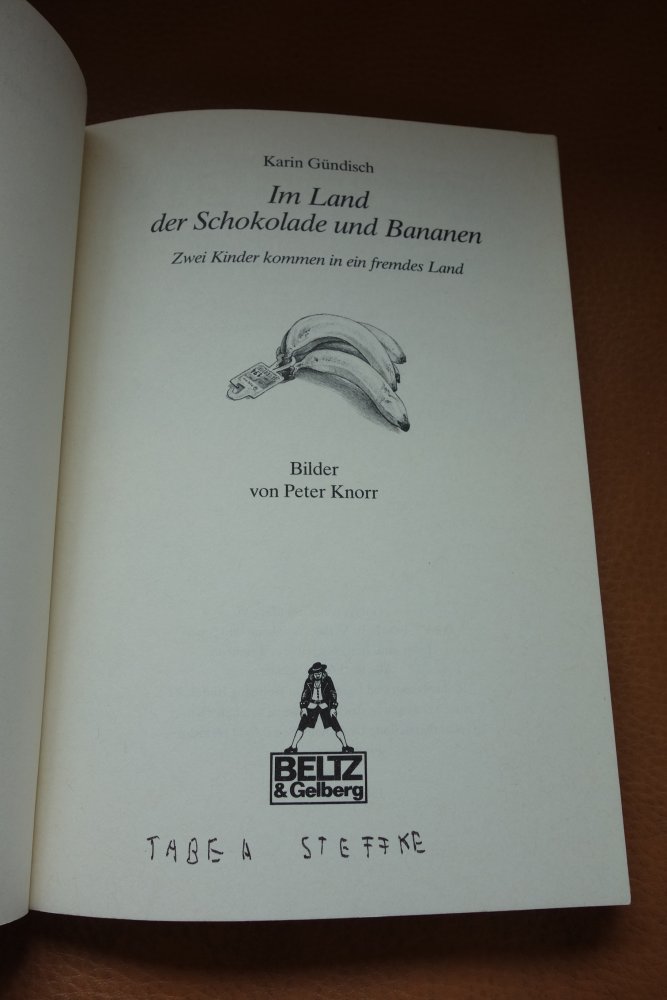 Karin Gündisch
Im Land
der Schokolade und Bananen
Zwei Kinder kommen in ein fremdes Land
Bilder
von Peter Knorr
BELTZ
& Gelberg
TABEA STEFFKE